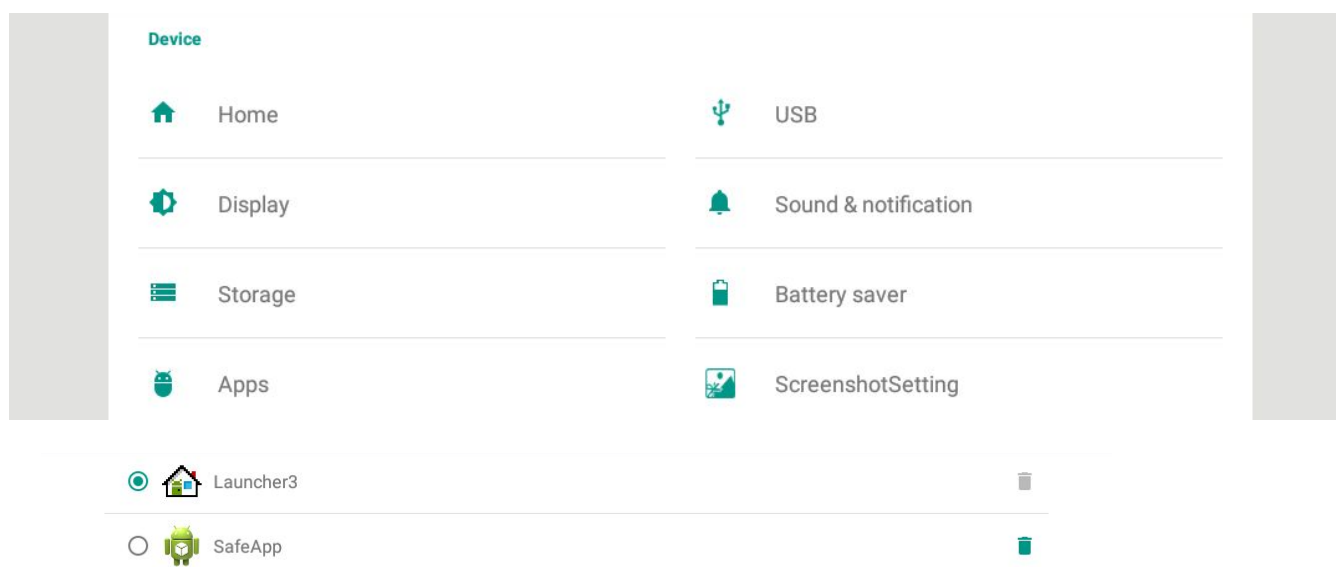 Device
Home
USB
Display
Sound & notification
Storage
Battery saver
Apps
ScreenshotSetting
Launcher3
SafeApp